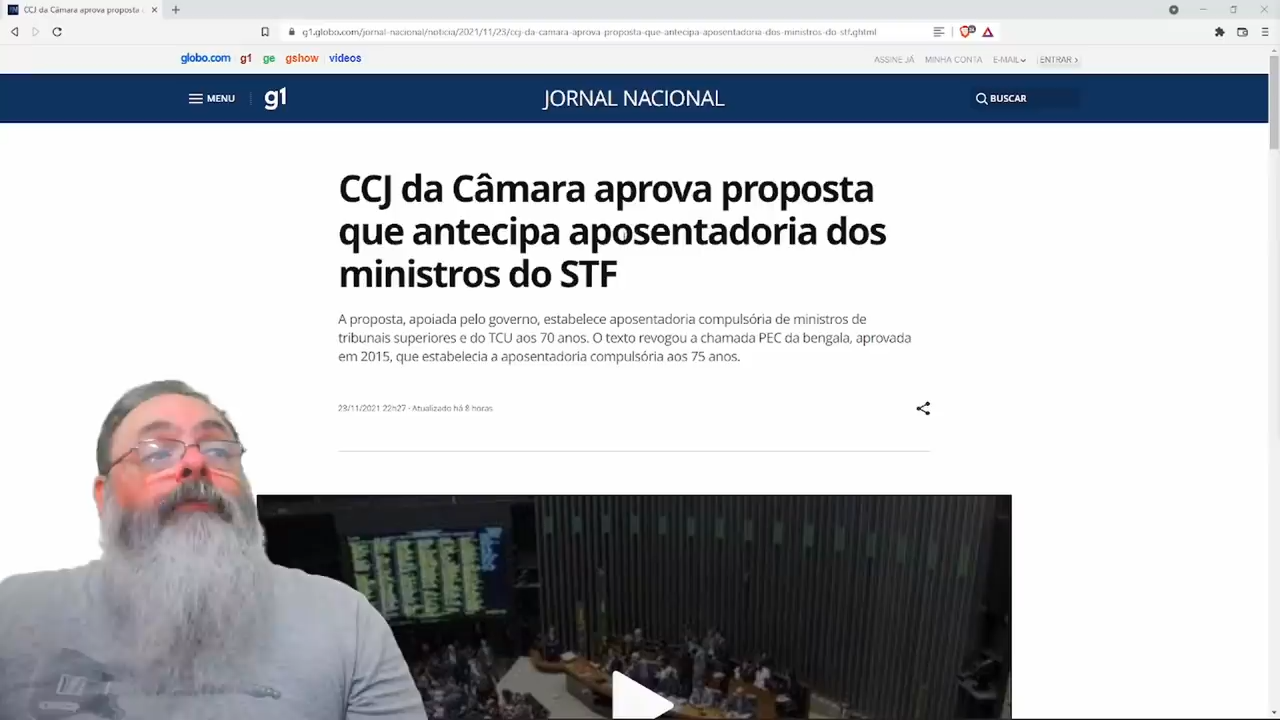 CCJ da Câmara aprova proposta
g1.globo.com/jornal-nacional/noticia/2021/11/23/ccj-da-camara-aprova-proposta-que-antecipa-aposentadoria-dos-ministros-do-stf.ghtml
globo.com g1 ge gshow vídeos
ASSINE JÁ MINHA CONTA E-MAIL ENTRAR ›
MENU g1 JORNAL NACIONAL BUSCAR
CCJ da Câmara aprova proposta
que antecipa aposentadoria dos
ministros do STF
A proposta, apoiada pelo governo, estabelece aposentadoria compulsória de ministros de
tribunais superiores e do TCU aos 70 anos. O texto revogou a chamada PEC da bengala, aprovada
em 2015, que estabelecia a aposentadoria compulsória aos 75 anos.
23/11/2021 22h27 · Atualizado há 8 horas